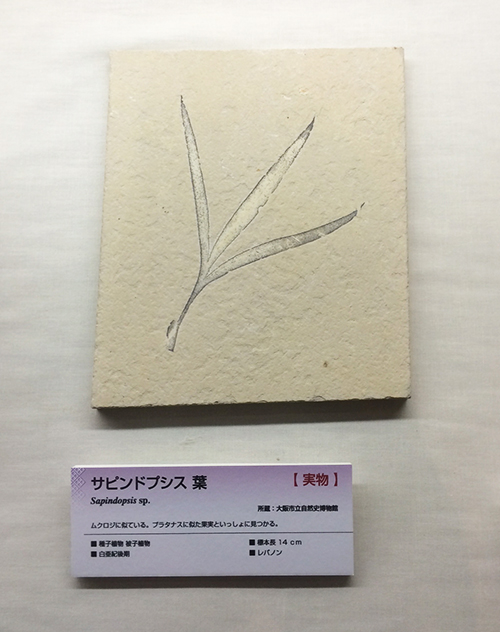 サピンドプシス 葉
【 実物 】
Sapindopsis sp.
所蔵：大阪市立自然史博物館
ムクロジに似ている。プラタナスに似た果実といっしょに見つかる。
■ 種子植物 被子植物
■ 標本長 14 cm
■ 白亜紀後期
■ レバノン